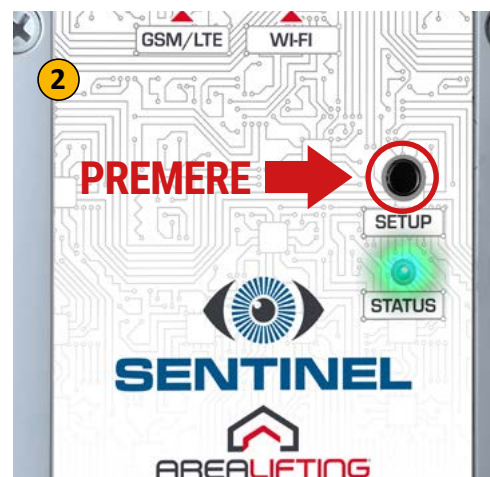 GSM/LTE WI-FI
2
PREMERE
SETUP
STATUS
SENTINEL
AREALIFTING